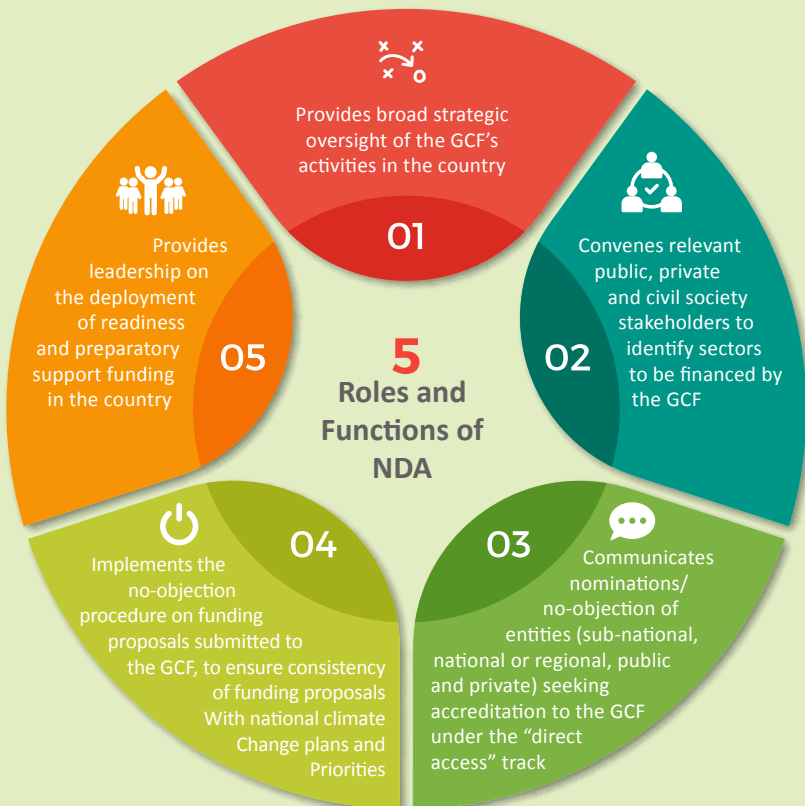 Provides broad strategic
oversight of the GCF's
activities in the country
01
Convenes relevant
public, private
and civil society
stakeholders to
identify sectors
to be financed by
the GCF
02
Communicates
nominations/
no-objection of
entities (sub-national,
national or regional, public
and private) seeking
accreditation to the GCF
under the “direct
access” track
03
Implements the
no-objection
procedure on funding
proposals submitted to
the GCF, to ensure consistency
of funding proposals
With national climate
Change plans and
Priorities
04
Provides
leadership on
the deployment
of readiness
and preparatory
support funding
in the country
05
5
Roles and
Functions of
NDA